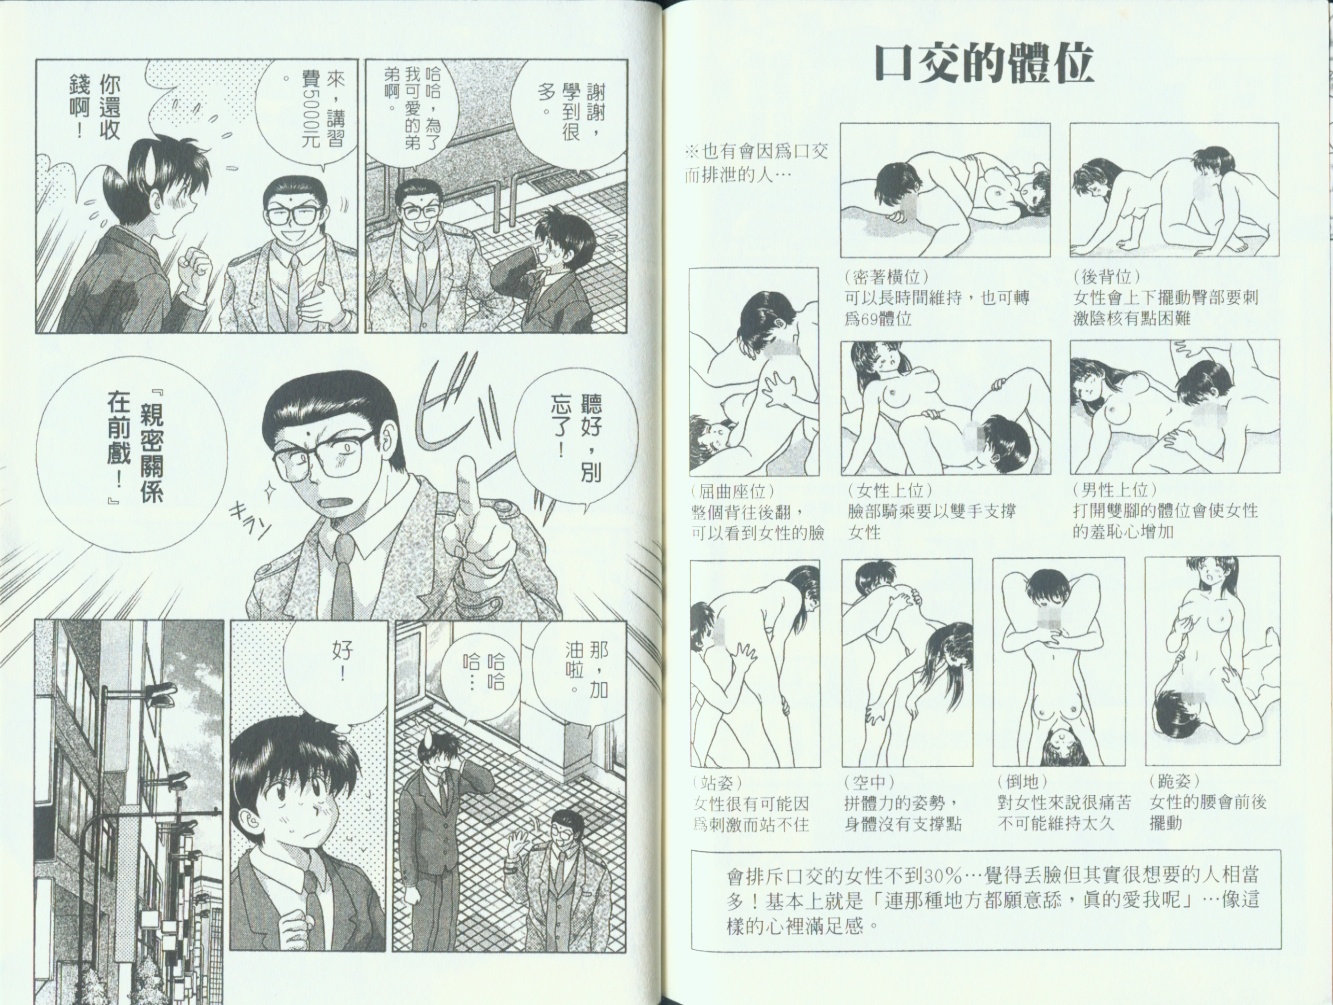 謝謝，
學到很
多。
哈哈，為了
我可愛的弟
弟啊。
來，講習
費5000元
。
你還收
錢啊！
聽好，別
忘了！
ビ
『親密關係
在前戲！』
キラン
那，加
油啦。
哈哈
哈…
好！
口交的體位
※也有會因爲口交
而排泄的人…
(密著橫位)
可以長時間維持，也可轉
爲69體位
(後背位)
女性會上下擺動臀部要刺
激陰核有點困難
(屈曲座位)
整個背往後翻，
可以看到女性的臉
(女性上位)
臉部騎乘要以雙手支撐
女性
(男性上位)
打開雙腳的體位會使女性
的羞恥心增加
(站姿)
女性很有可能因
爲刺激而站不住
(空中)
拼體力的姿勢，
身體沒有支撐點
(倒地)
對女性來說很痛苦
不可能維持太久
(跪姿)
女性的腰會前後
擺動
會排斥口交的女性不到30%…覺得丟臉但其實很想要的人相當
多！基本上就是「連那種地方都願意舔，眞的愛我呢」…像這
樣的心裡滿足感。